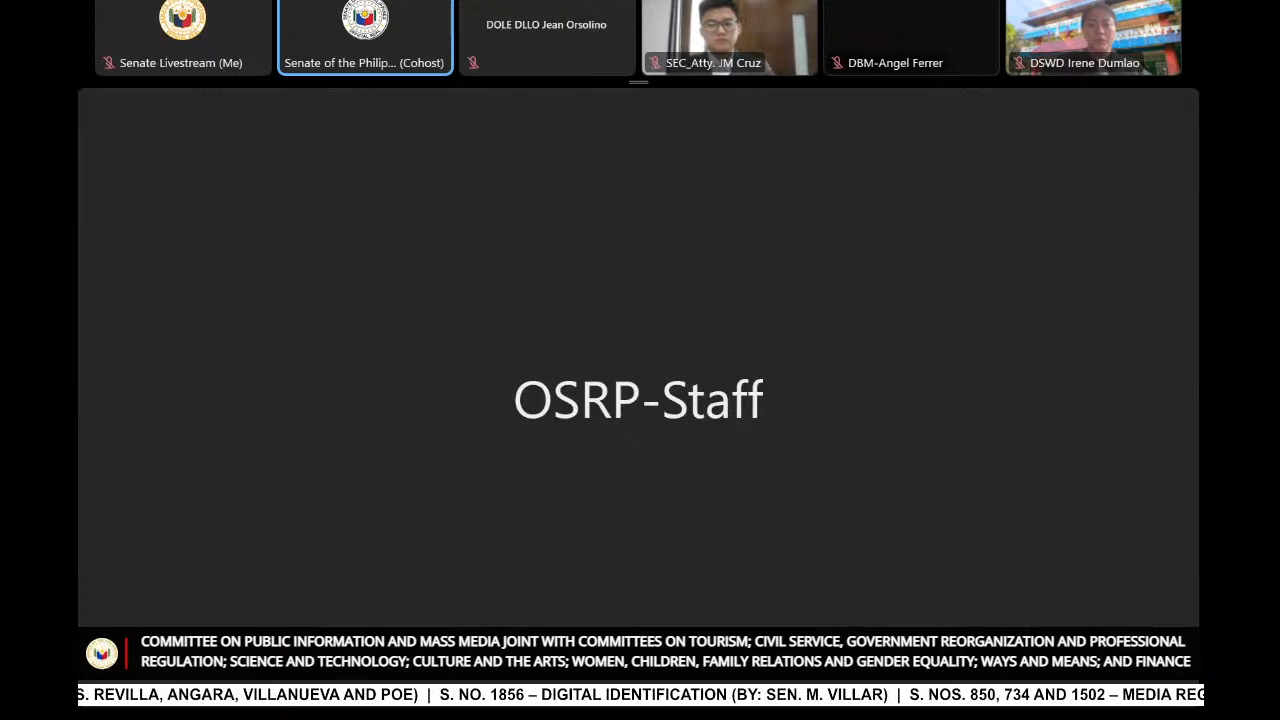 DOLE DLLO Jean Orsolino
Senate Livestream (Me)
Senate of the Philip... (Cohost)
SEC_Atty. JM Cruz
DBM-Angel Ferrer
DSWD Irene Dumlao
OSRP-Staff
COMMITTEE ON PUBLIC INFORMATION AND MASS MEDIA JOINT WITH COMMITTEES ON TOURISM; CIVIL SERVICE, GOVERNMENT REORGANIZATION AND PROFESSIONAL
REGULATION; SCIENCE AND TECHNOLOGY; CULTURE AND THE ARTS; WOMEN, CHILDREN, FAMILY RELATIONS AND GENDER EQUALITY; WAYS AND MEANS; AND FINANCE
S. REVILLA, ANGARA, VILLANUEVA AND POE) | S. NO. 1856 – DIGITAL IDENTIFICATION (BY: SEN. M. VILLAR) | S. NOS. 850, 734 AND 1502 – MEDIA REG